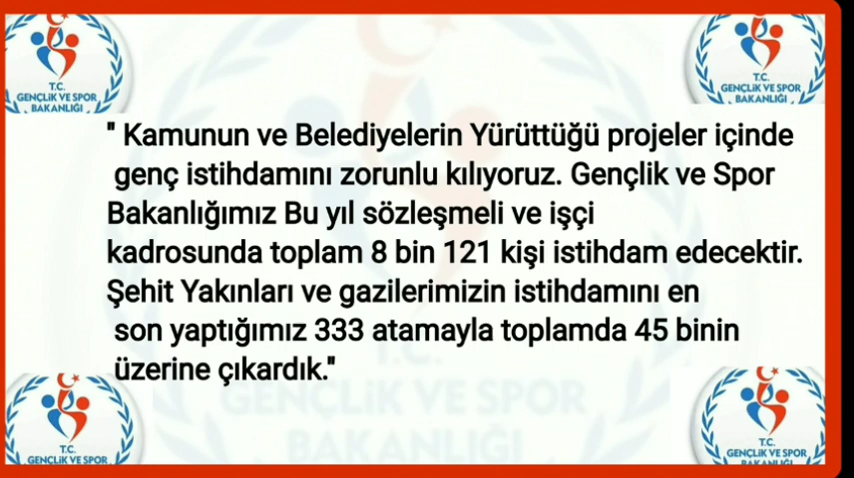 T.C.
GENÇLİK VE SPOR
BAKANLIĞI
T.C.
GENÇLİK VE SPOR
BAKANLIĞI
" Kamunun ve Belediyelerin Yürüttüğü projeler içinde
genç istihdamını zorunlu kılıyoruz. Gençlik ve Spor
Bakanlığımız Bu yıl sözleşmeli ve işçi
kadrosunda toplam 8 bin 121 kişi istihdam edecektir.
Şehit Yakınları ve gazilerimizin istihdamını en
son yaptığımız 333 atamayla toplamda 45 binin
üzerine çıkardık."
T.C.
GENÇLİK VE SPOR
BAKANLIĞI
T.C.
GENÇLİK VE SPOR
T.C.
GENÇLİK VE SPOR
BAKANLIĞI